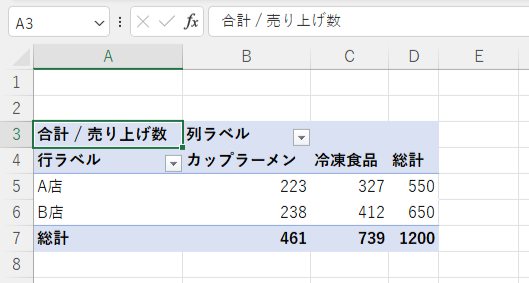 A3 fx 合計 / 売り上げ数
A B C D E
1
2
3 合計 / 売り上げ数 列ラベル
4 行ラベル カップラーメン 冷凍食品 総計
5 A店 223 327 550
6 B店 238 412 650
7 総計 461 739 1200
8